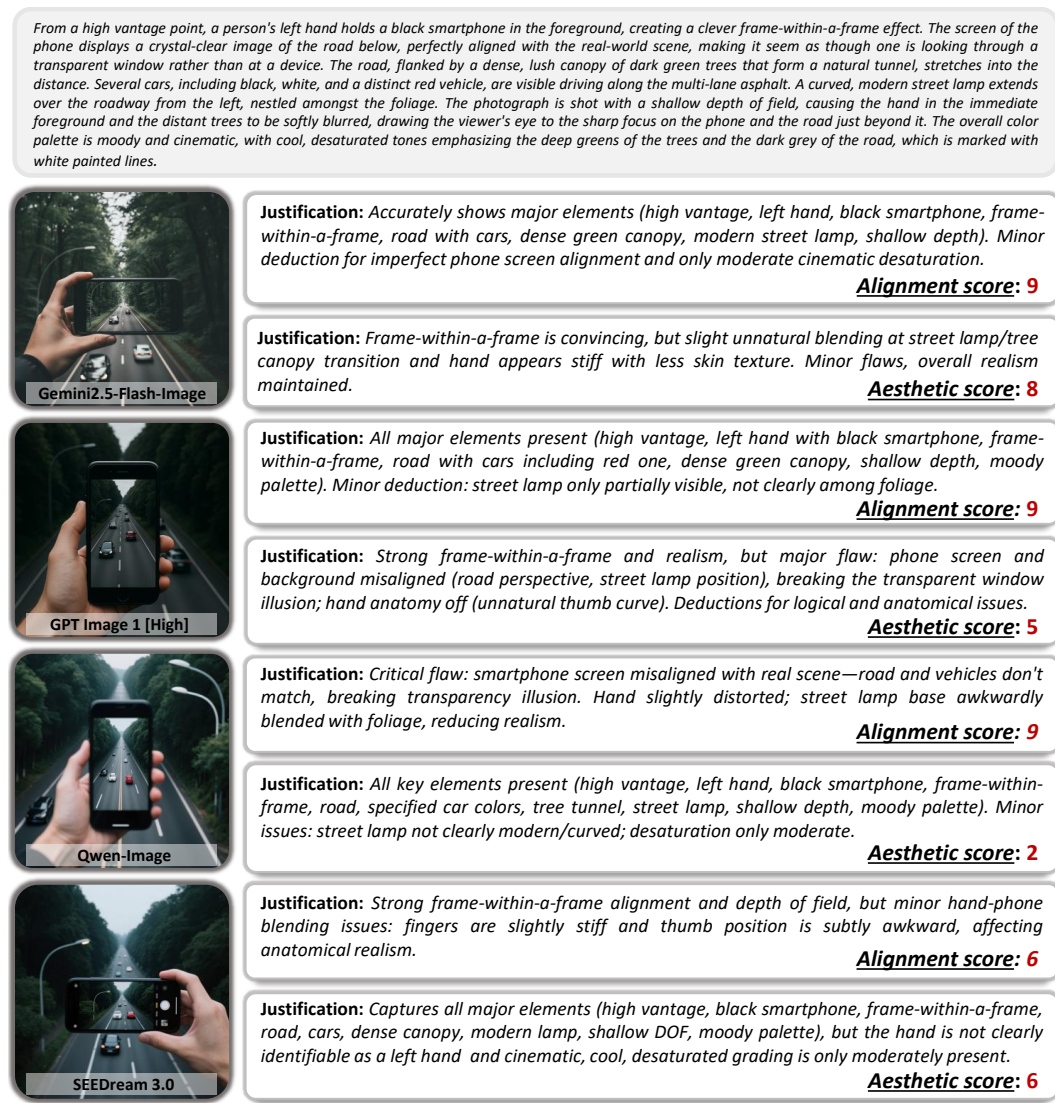 From a high vantage point, a person's left hand holds a black smartphone in the foreground, creating a clever frame-within-a-frame effect. The screen of the
phone displays a crystal-clear image of the road below, perfectly aligned with the real-world scene, making it seem as though one is looking through a
transparent window rather than at a device. The road, flanked by a dense, lush canopy of dark green trees that form a natural tunnel, stretches into the
distance. Several cars, including black, white, and a distinct red vehicle, are visible driving along the multi-lane asphalt. A curved, modern street lamp extends
over the roadway from the left, nestled amongst the foliage. The photograph is shot with a shallow depth of field, causing the hand in the immediate
foreground and the distant trees to be softly blurred, drawing the viewer's eye to the sharp focus on the phone and the road just beyond it. The overall color
palette is moody and cinematic, with cool, desaturated tones emphasizing the deep greens of the trees and the dark grey of the road, which is marked with
white painted lines.
Gemini2.5-Flash-Image
Justification: Accurately shows major elements (high vantage, left hand, black smartphone, frame-
within-a-frame, road with cars, dense green canopy, modern street lamp, shallow depth). Minor
deduction for imperfect phone screen alignment and only moderate cinematic desaturation.
Alignment score: 9
Justification: Frame-within-a-frame is convincing, but slight unnatural blending at street lamp/tree
canopy transition and hand appears stiff with less skin texture. Minor flaws, overall realism
maintained.
Aesthetic score: 8
GPT Image 1 [High]
Justification: All major elements present (high vantage, left hand with black smartphone, frame-
within-a-frame, road with cars including red one, dense green canopy, shallow depth, moody
palette). Minor deduction: street lamp only partially visible, not clearly among foliage.
Alignment score: 9
Justification: Strong frame-within-a-frame and realism, but major flaw: phone screen and
background misaligned (road perspective, street lamp position), breaking the transparent window
illusion; hand anatomy off (unnatural thumb curve). Deductions for logical and anatomical issues.
Aesthetic score: 5
Qwen-Image
Justification: Critical flaw: smartphone screen misaligned with real scene—road and vehicles don't
match, breaking transparency illusion. Hand slightly distorted; street lamp base awkwardly
blended with foliage, reducing realism.
Alignment score: 9
Justification: All key elements present (high vantage, left hand, black smartphone, frame-within-
frame, road, specified car colors, tree tunnel, street lamp, shallow depth, moody palette). Minor
issues: street lamp not clearly modern/curved; desaturation only moderate.
Aesthetic score: 2
SEEDream 3.0
Justification: Strong frame-within-a-frame alignment and depth of field, but minor hand-phone
blending issues: fingers are slightly stiff and thumb position is subtly awkward, affecting
anatomical realism.
Alignment score: 6
Justification: Captures all major elements (high vantage, black smartphone, frame-within-a-frame,
road, cars, dense canopy, modern lamp, shallow DOF, moody palette), but the hand is not clearly
identifiable as a left hand and cinematic, cool, desaturated grading is only moderately present.
Aesthetic score: 6